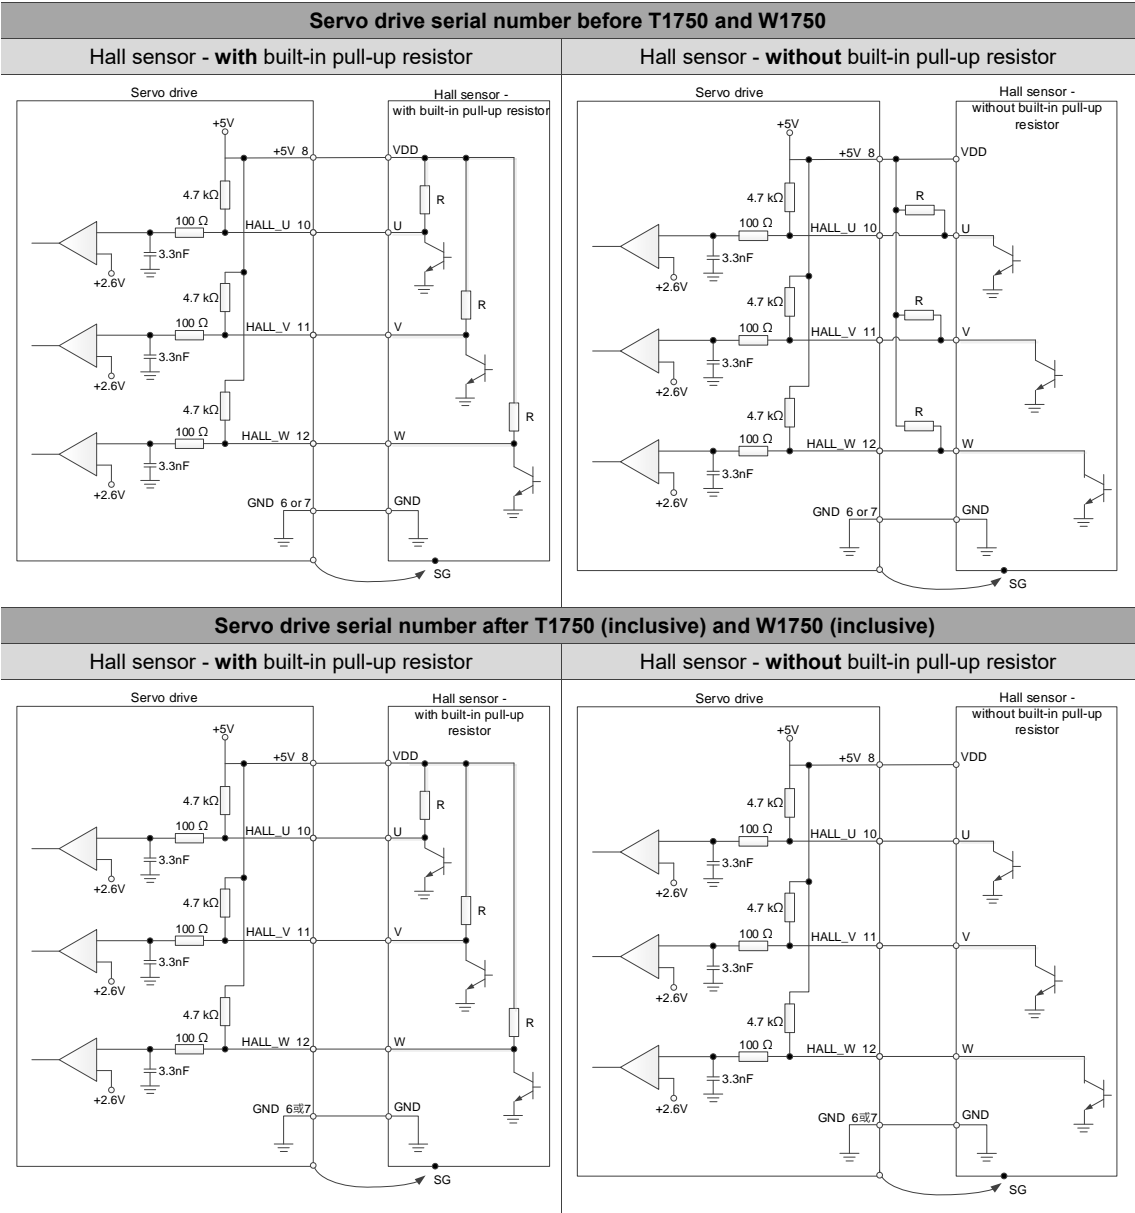 Servo drive serial number before T1750 and W1750
Hall sensor - with built-in pull-up resistor
Hall sensor - without built-in pull-up resistor
Servo drive
Hall sensor -
with built-in pull-up resistor
+5V
+5V 8
VDD
4.7 kΩ
R
100 Ω
HALL_U 10
U
3.3nF
+2.6V
4.7 kΩ
R
100 Ω
HALL_V 11
V
3.3nF
+2.6V
4.7 kΩ
R
100 Ω
HALL_W 12
W
3.3nF
+2.6V
GND 6 or 7
GND
SG
Servo drive
Hall sensor -
without built-in pull-up
resistor
+5V
+5V 8
VDD
4.7 kΩ
R
100 Ω
HALL_U 10
U
3.3nF
+2.6V
4.7 kΩ
R
100 Ω
HALL_V 11
V
3.3nF
+2.6V
4.7 kΩ
R
100 Ω
HALL_W 12
W
3.3nF
+2.6V
GND 6 or 7
GND
SG
Servo drive serial number after T1750 (inclusive) and W1750 (inclusive)
Hall sensor - with built-in pull-up resistor
Hall sensor - without built-in pull-up resistor
Servo drive
Hall sensor -
with built-in pull-up
resistor
+5V
+5V 8
VDD
4.7 kΩ
R
100 Ω
HALL_U 10
U
3.3nF
+2.6V
4.7 kΩ
R
100 Ω
HALL_V 11
V
3.3nF
+2.6V
4.7 kΩ
R
100 Ω
HALL_W 12
W
3.3nF
+2.6V
GND 6或7
GND
SG
Servo drive
Hall sensor -
without built-in pull-up
resistor
+5V
+5V 8
VDD
4.7 kΩ
100 Ω
HALL_U 10
U
3.3nF
+2.6V
4.7 kΩ
100 Ω
HALL_V 11
V
3.3nF
+2.6V
4.7 kΩ
100 Ω
HALL_W 12
W
3.3nF
+2.6V
GND 6或7
GND
SG